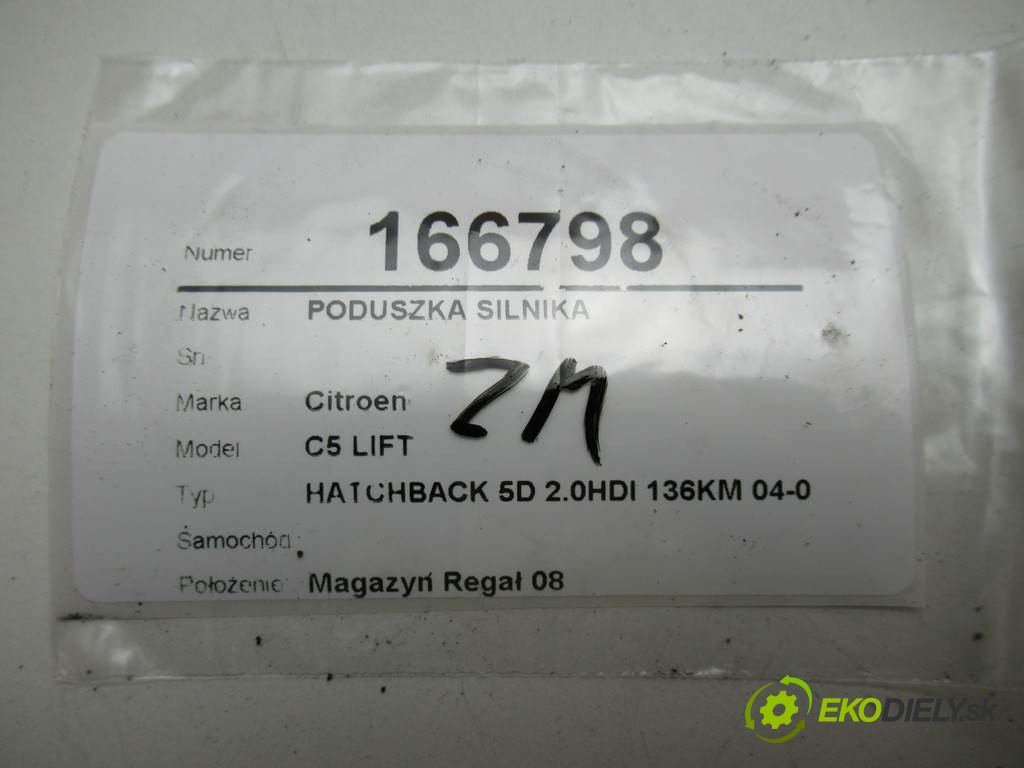 Numer 166798
Nazwa PODUSZKA SILNIKA
Sn
ZM
Marka Citroen
Model C5 LIFT
Typ HATCHBACK 5D 2.0HDI 136KM 04-0
Samochód
Położenie Magazyn Regał 08
EKODIELY.sk